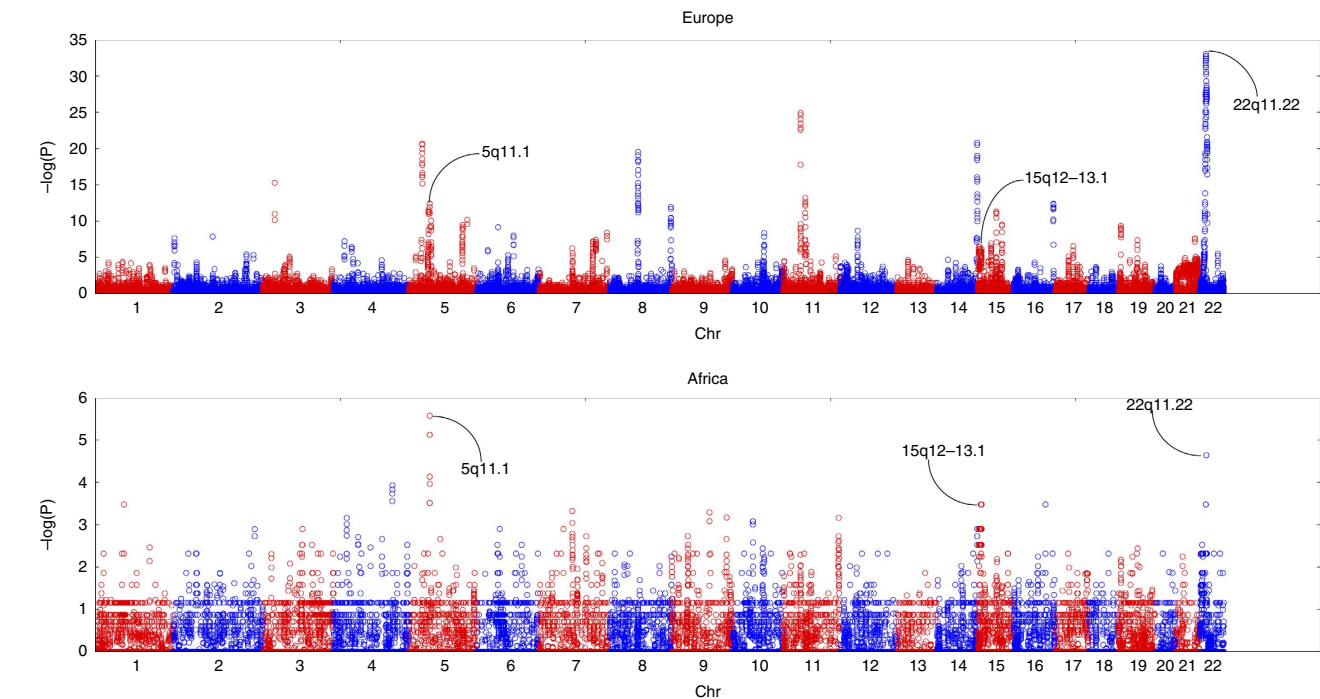 Europe
35
30
25
20
15
10
5
0
–log(P)
5q11.1
15q12–13.1
22q11.22
1 2 3 4 5 6 7 8 9 10 11 12 13 14 15 16 17 18 19 20 21 22
Chr
Africa
6
5
4
3
2
1
0
–log(P)
5q11.1
15q12–13.1
22q11.22
1 2 3 4 5 6 7 8 9 10 11 12 13 14 15 16 17 18 19 20 21 22
Chr